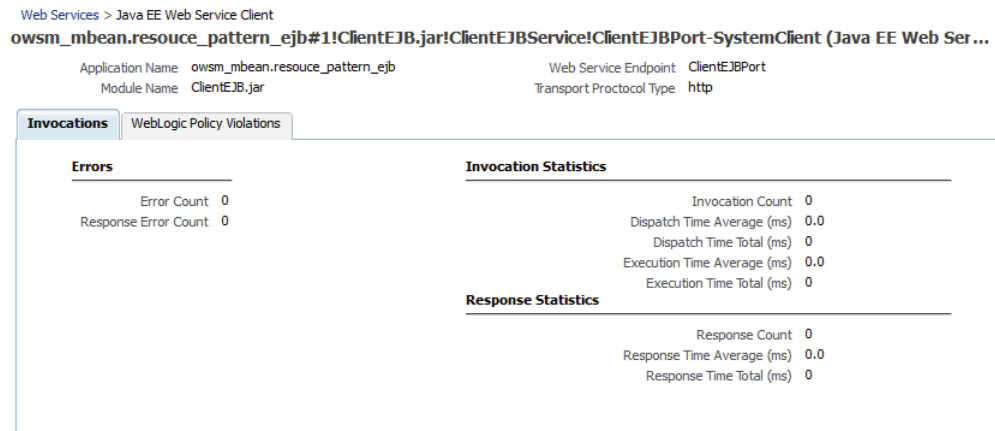 Web Services > Java EE Web Service Client
owsm_mbean.resouce_pattern_ejb#1!ClientEJB.jar!ClientEJBService!ClientEJBPort-SystemClient (Java EE Web Ser...
Application Name owsm_mbean.resouce_pattern_ejb
Web Service Endpoint ClientEJBPort
Module Name ClientEJB.jar
Transport Proctocol Type http
Invocations
WebLogic Policy Violations
Errors
Error Count 0
Response Error Count 0
Invocation Statistics
Invocation Count 0
Dispatch Time Average (ms) 0.0
Dispatch Time Total (ms) 0
Execution Time Average (ms) 0.0
Execution Time Total (ms) 0
Response Statistics
Response Count 0
Response Time Average (ms) 0.0
Response Time Total (ms) 0